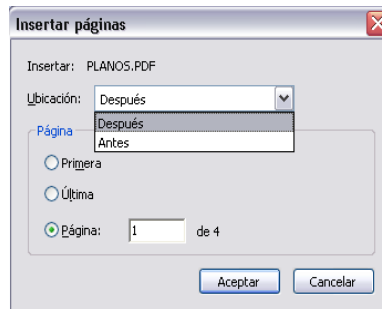 Insertar páginas
Insertar: PLANOS.PDF
Ubicación: Después
Después
Antes
Página
Primera
Última
Página: 1 de 4
Aceptar Cancelar